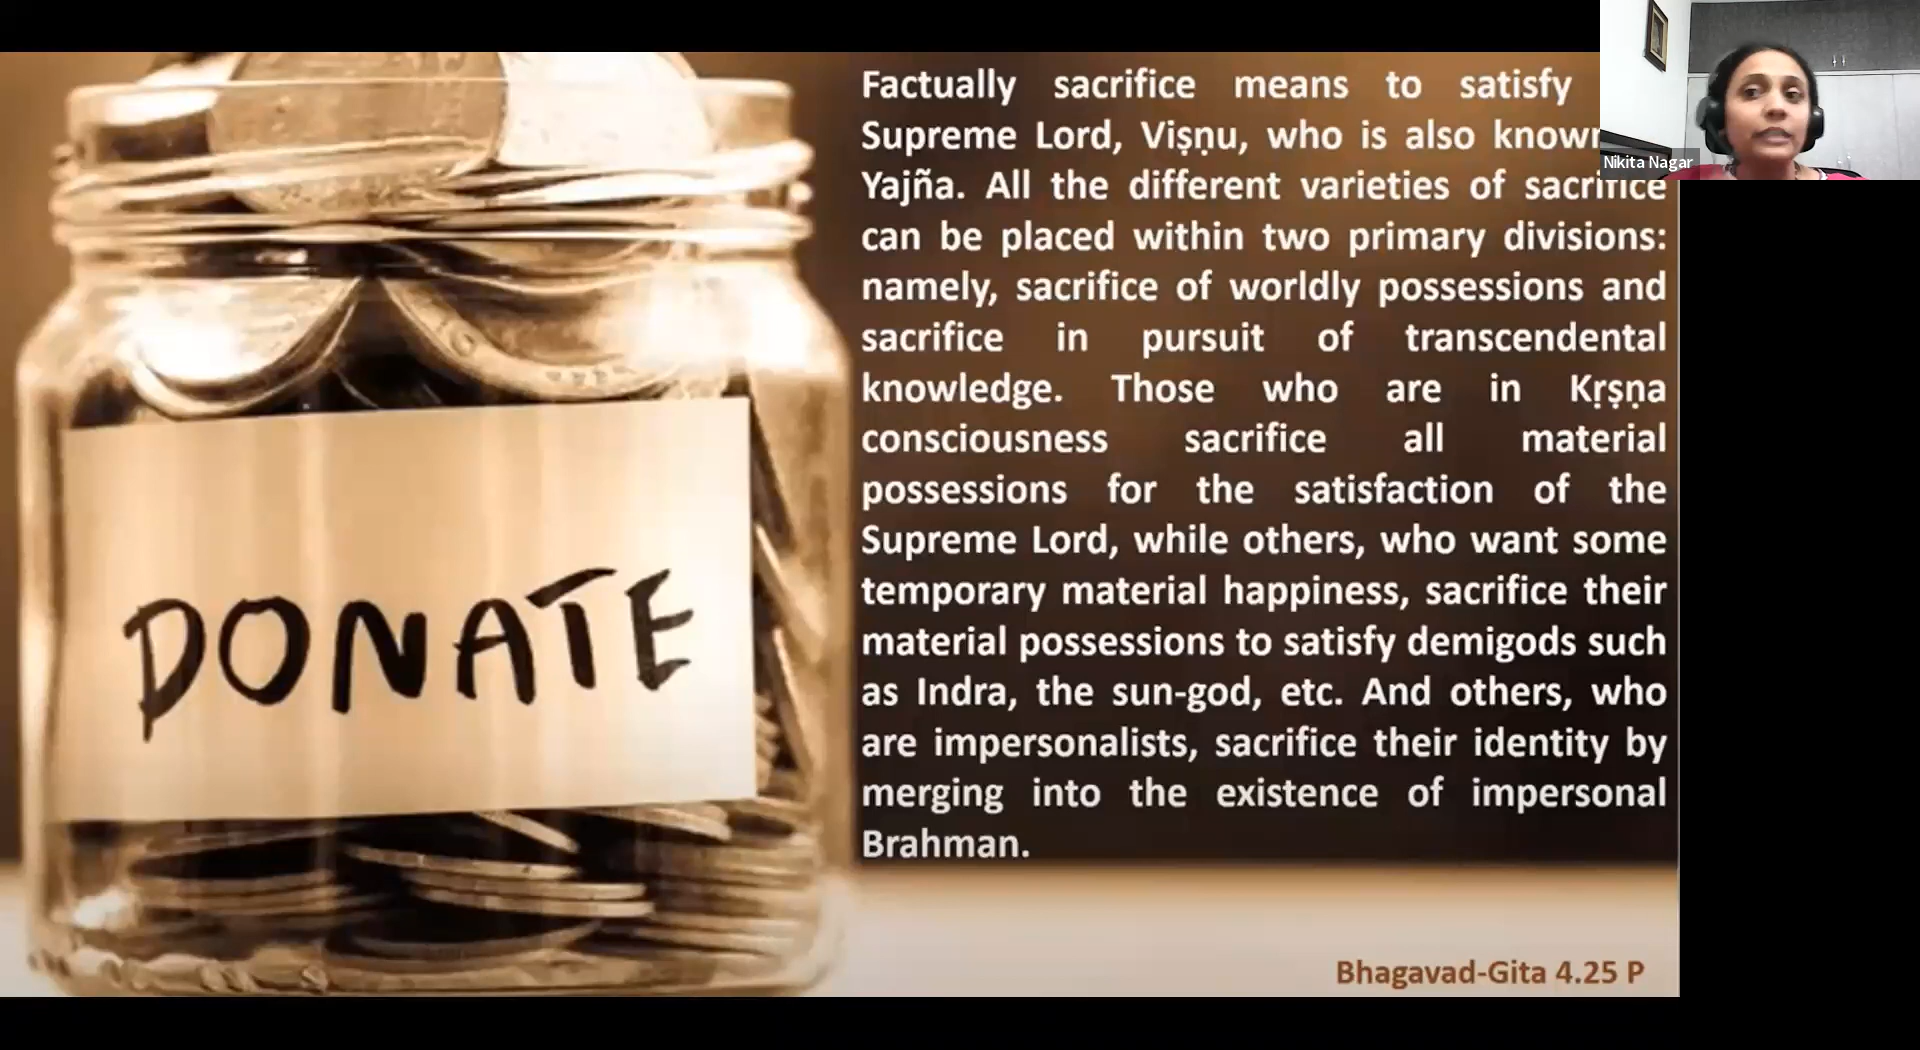 Factually sacrifice means to satisfy
Supreme Lord, Viṣṇu, who is also known
Yajña. All the different varieties of sacrifice
can be placed within two primary divisions:
namely, sacrifice of worldly possessions and
sacrifice in pursuit of transcendental
knowledge. Those who are in Kṛṣṇa
consciousness sacrifice all material
possessions for the satisfaction of the
Supreme Lord, while others, who want some
temporary material happiness, sacrifice their
material possessions to satisfy demigods such
as Indra, the sun-god, etc. And others, who
are impersonalists, sacrifice their identity by
merging into the existence of impersonal
Brahman.
Bhagavad-Gita 4.25 P
DONATE
Nikita Nagar